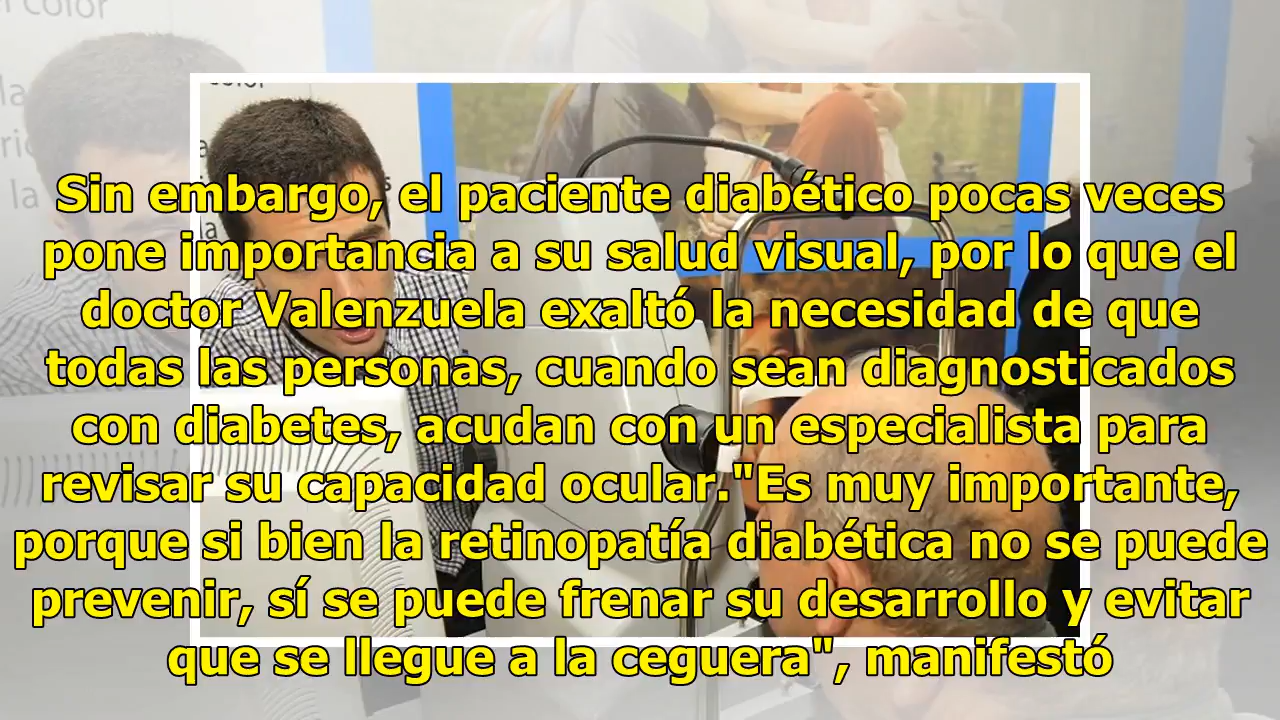 el color
color
Sin embargo, el paciente diabético pocas veces
pone importancia a su salud visual, por lo que el
doctor Valenzuela exaltó la necesidad de que
todas las personas, cuando sean diagnosticados
con diabetes, acudan con un especialista para
revisar su capacidad ocular."Es muy importante,
porque si bien la retinopatía diabética no se puede
prevenir, sí se puede frenar su desarrollo y evitar
que se llegue a la ceguera", manifestó